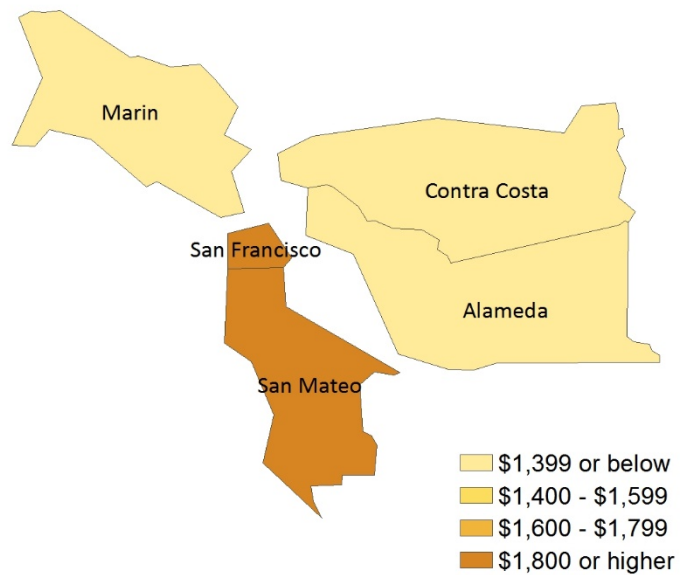 Marin
Contra Costa
San Francisco
Alameda
San Mateo
$1,399 or below
$1,400 - $1,599
$1,600 - $1,799
$1,800 or higher